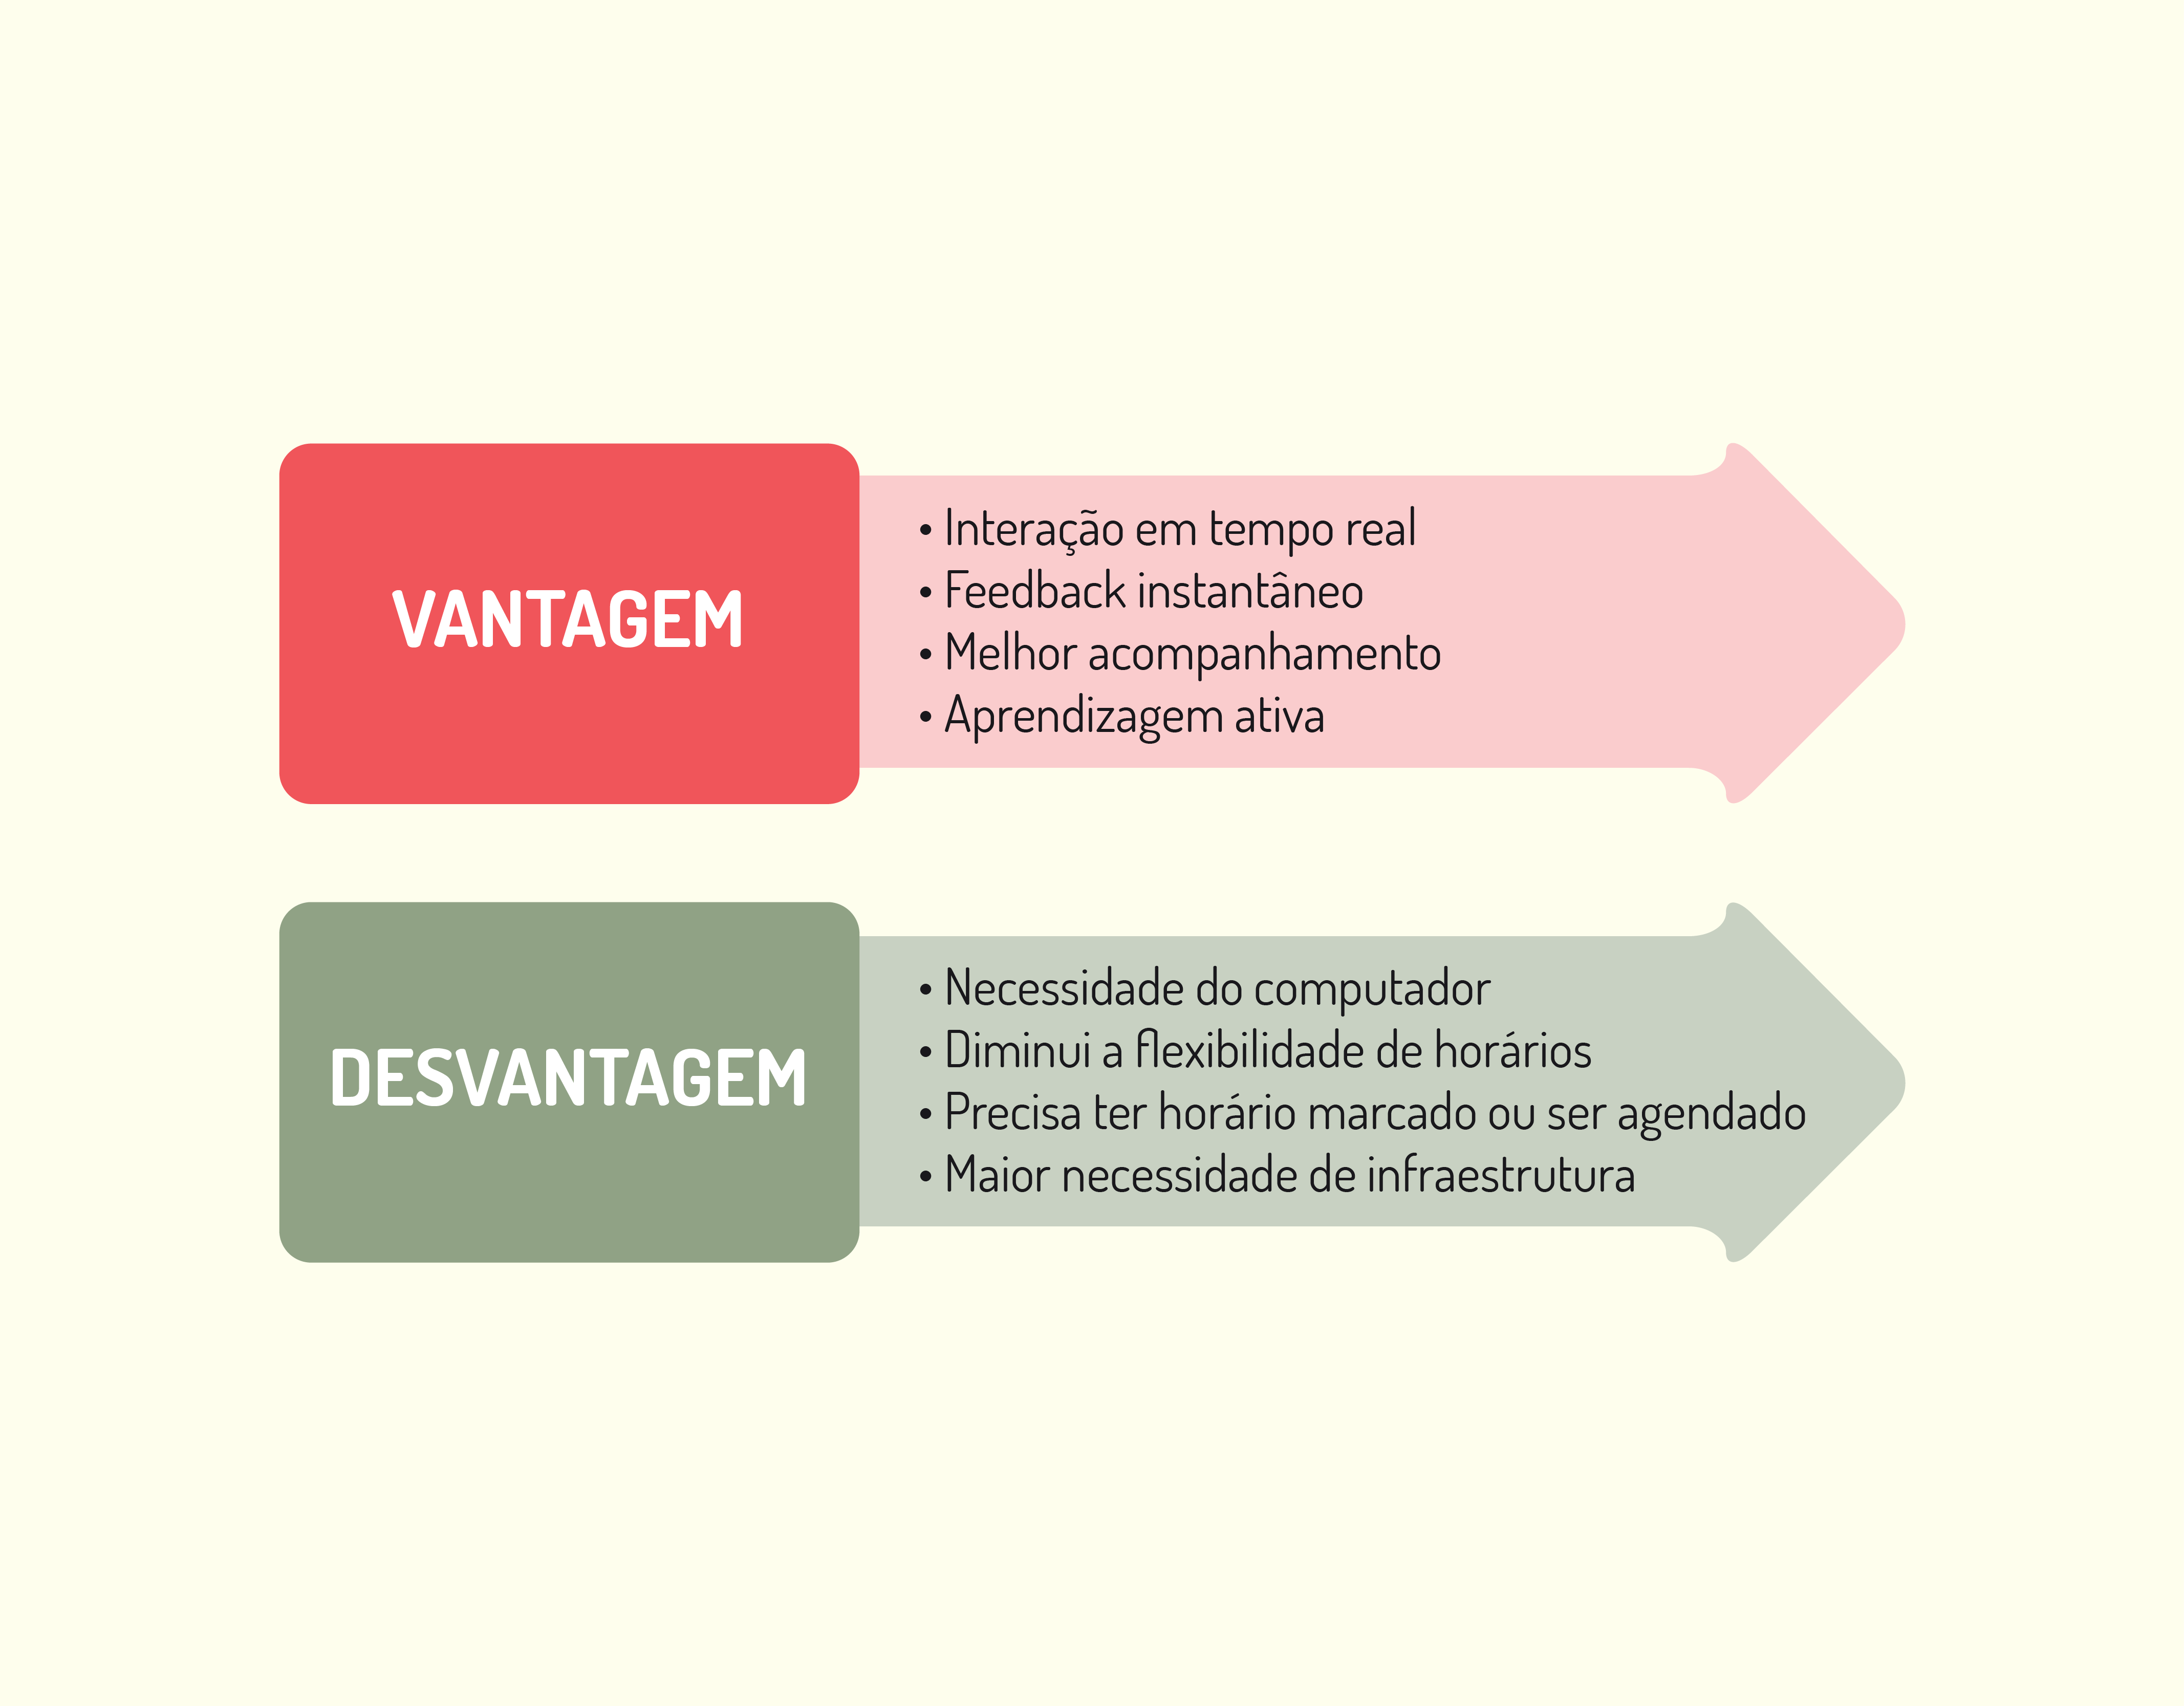 VANTAGEM
• Interação em tempo real
• Feedback instantâneo
• Melhor acompanhamento
• Aprendizagem ativa
DESVANTAGEM
• Necessidade do computador
• Diminui a flexibilidade de horários
• Precisa ter horário marcado ou ser agendado
• Maior necessidade de infraestrutura